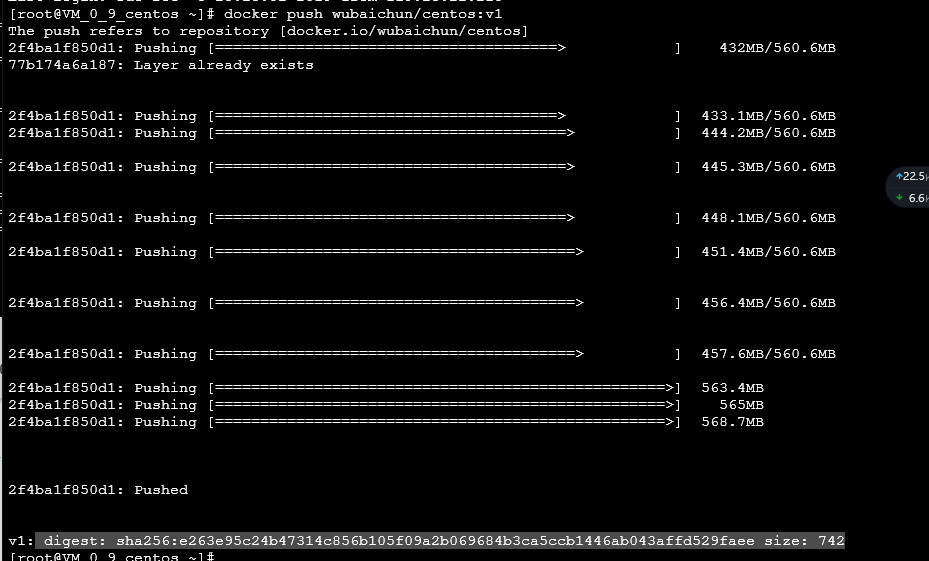 [root@VM_0_9_centos ~]# docker push wubaichun/centos:v1
The push refers to repository [docker.io/wubaichun/centos]
2f4ba1f850d1: Pushing [======================================>            ]    432MB/560.6MB
77b174a6a187: Layer already exists
2f4ba1f850d1: Pushing [======================================>            ]  433.1MB/560.6MB
2f4ba1f850d1: Pushing [=======================================>           ]  444.2MB/560.6MB
2f4ba1f850d1: Pushing [=======================================>           ]  445.3MB/560.6MB
2f4ba1f850d1: Pushing [=======================================>           ]  448.1MB/560.6MB
2f4ba1f850d1: Pushing [========================================>          ]  451.4MB/560.6MB
2f4ba1f850d1: Pushing [========================================>          ]  456.4MB/560.6MB
2f4ba1f850d1: Pushing [========================================>          ]  457.6MB/560.6MB
2f4ba1f850d1: Pushing [==================================================>]  563.4MB
2f4ba1f850d1: Pushing [==================================================>]    565MB
2f4ba1f850d1: Pushing [==================================================>]  568.7MB
2f4ba1f850d1: Pushed
v1: digest: sha256:e263e95c24b47314c856b105f09a2b069684b3ca5ccb1446ab043affd529faee size: 742
[root@VM_0_9_centos ~]#
↑22.5
↓ 6.6